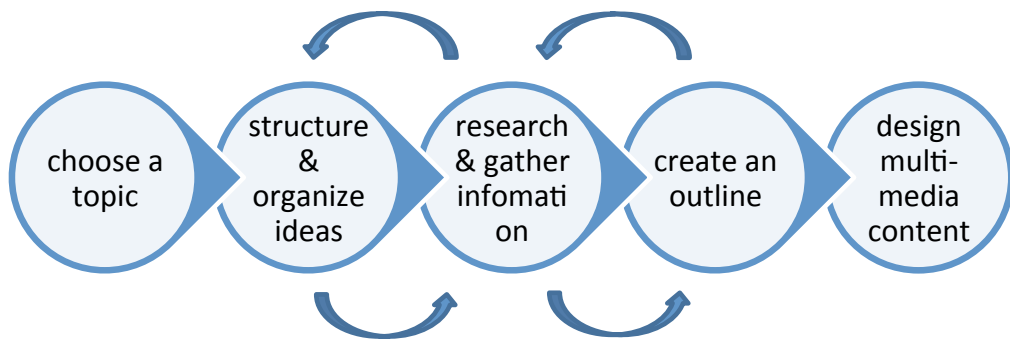 choose a
topic
structure
&
organize
ideas
research
& gather
infomati
on
create an
outline
design
multi-
media
content